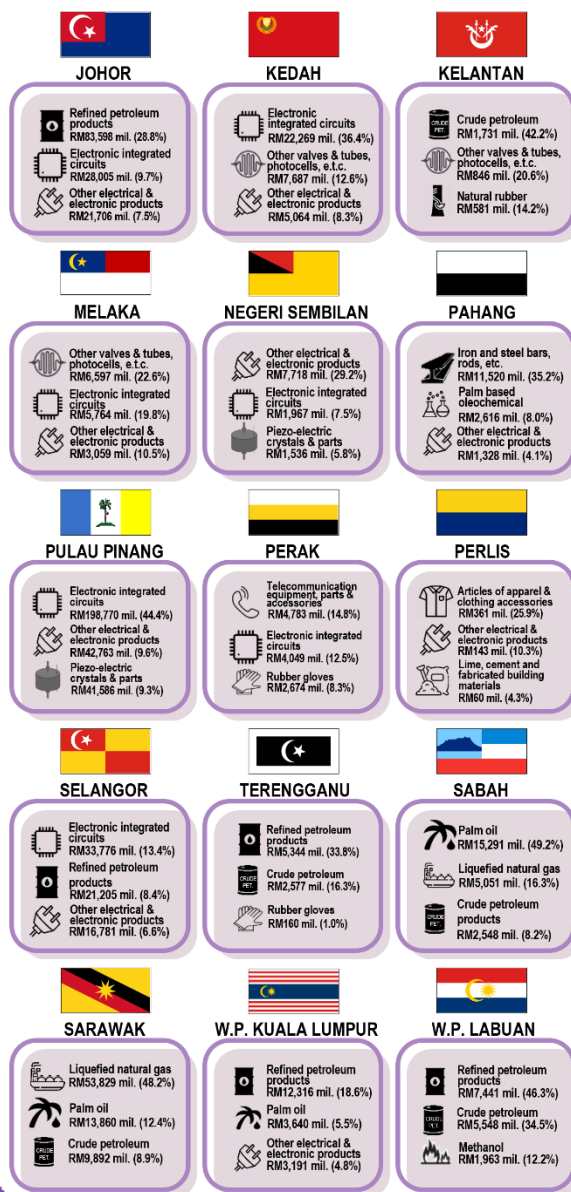 JOHOR
Refined petroleum
products
RM83,598 mil. (28.8%)
Electronic integrated
circuits
RM28,005 mil. (9.7%)
Other electrical &
electronic products
RM21,706 mil. (7.5%)
KEDAH
Electronic
integrated circuits
RM22,269 mil. (36.4%)
Other valves & tubes,
photocells, e.t.c.
RM7,687 mil. (12.6%)
Other electrical &
electronic products
RM5,064 mil. (8.3%)
KELANTAN
CRUDE
PET.
Crude petroleum
RM1,731 mil. (42.2%)
Other valves & tubes,
photocells, e.t.c.
RM846 mil. (20.6%)
Natural rubber
RM581 mil. (14.2%)
MELAKA
Other valves & tubes,
photocells, e.t.c.
RM6,597 mil. (22.6%)
Electronic integrated
circuits
RM5,764 mil. (19.8%)
Other electrical &
electronic products
RM3,059 mil. (10.5%)
NEGERI SEMBILAN
Other electrical &
electronic products
RM7,718 mil. (29.2%)
Electronic integrated
circuits
RM1,967 mil. (7.5%)
Piezo-electric
crystals & parts
RM1,536 mil. (5.8%)
PAHANG
Iron and steel bars,
rods, etc.
RM11,520 mil. (35.2%)
Palm based
oleochemical
RM2,616 mil. (8.0%)
Other electrical &
electronic products
RM1,328 mil. (4.1%)
PULAU PINANG
Electronic integrated
circuits
RM198,770 mil. (44.4%)
Other electrical &
electronic products
RM42,763 mil. (9.6%)
Piezo-electric
crystals & parts
RM41,586 mil. (9.3%)
PERAK
Telecommunication
equipment, parts &
accessories
RM4,783 mil. (14.8%)
Electronic integrated
circuits
RM4,049 mil. (12.5%)
Rubber gloves
RM2,674 mil. (8.3%)
PERLIS
Articles of apparel &
clothing accessories
RM361 mil. (25.9%)
Other electrical &
electronic products
RM143 mil. (10.3%)
Lime, cement and
fabricated building
materials
RM60 mil. (4.3%)
SELANGOR
Electronic integrated
circuits
RM33,776 mil. (13.4%)
Refined petroleum
products
RM21,205 mil. (8.4%)
Other electrical &
electronic products
RM16,781 mil. (6.6%)
TERENGGANU
Refined petroleum
products
RM5,344 mil. (33.8%)
CRUDE
PET.
Crude petroleum
RM2,577 mil. (16.3%)
Rubber gloves
RM160 mil. (1.0%)
SABAH
Palm oil
RM15,291 mil. (49.2%)
Liquefied natural gas
RM5,051 mil. (16.3%)
CRUDE
PET.
Crude petroleum
products
RM2,548 mil. (8.2%)
SARAWAK
Liquefied natural gas
RM53,829 mil. (48.2%)
Palm oil
RM13,860 mil. (12.4%)
CRUDE
PET.
Crude petroleum
RM9,892 mil. (8.9%)
W.P. KUALA LUMPUR
Refined petroleum
products
RM12,316 mil. (18.6%)
Palm oil
RM3,640 mil. (5.5%)
Other electrical &
electronic products
RM3,191 mil. (4.8%)
W.P. LABUAN
Refined petroleum
products
RM7,441 mil. (46.3%)
CRUDE
PET.
Crude petroleum
RM5,548 mil. (34.5%)
Methanol
RM1,963 mil. (12.2%)